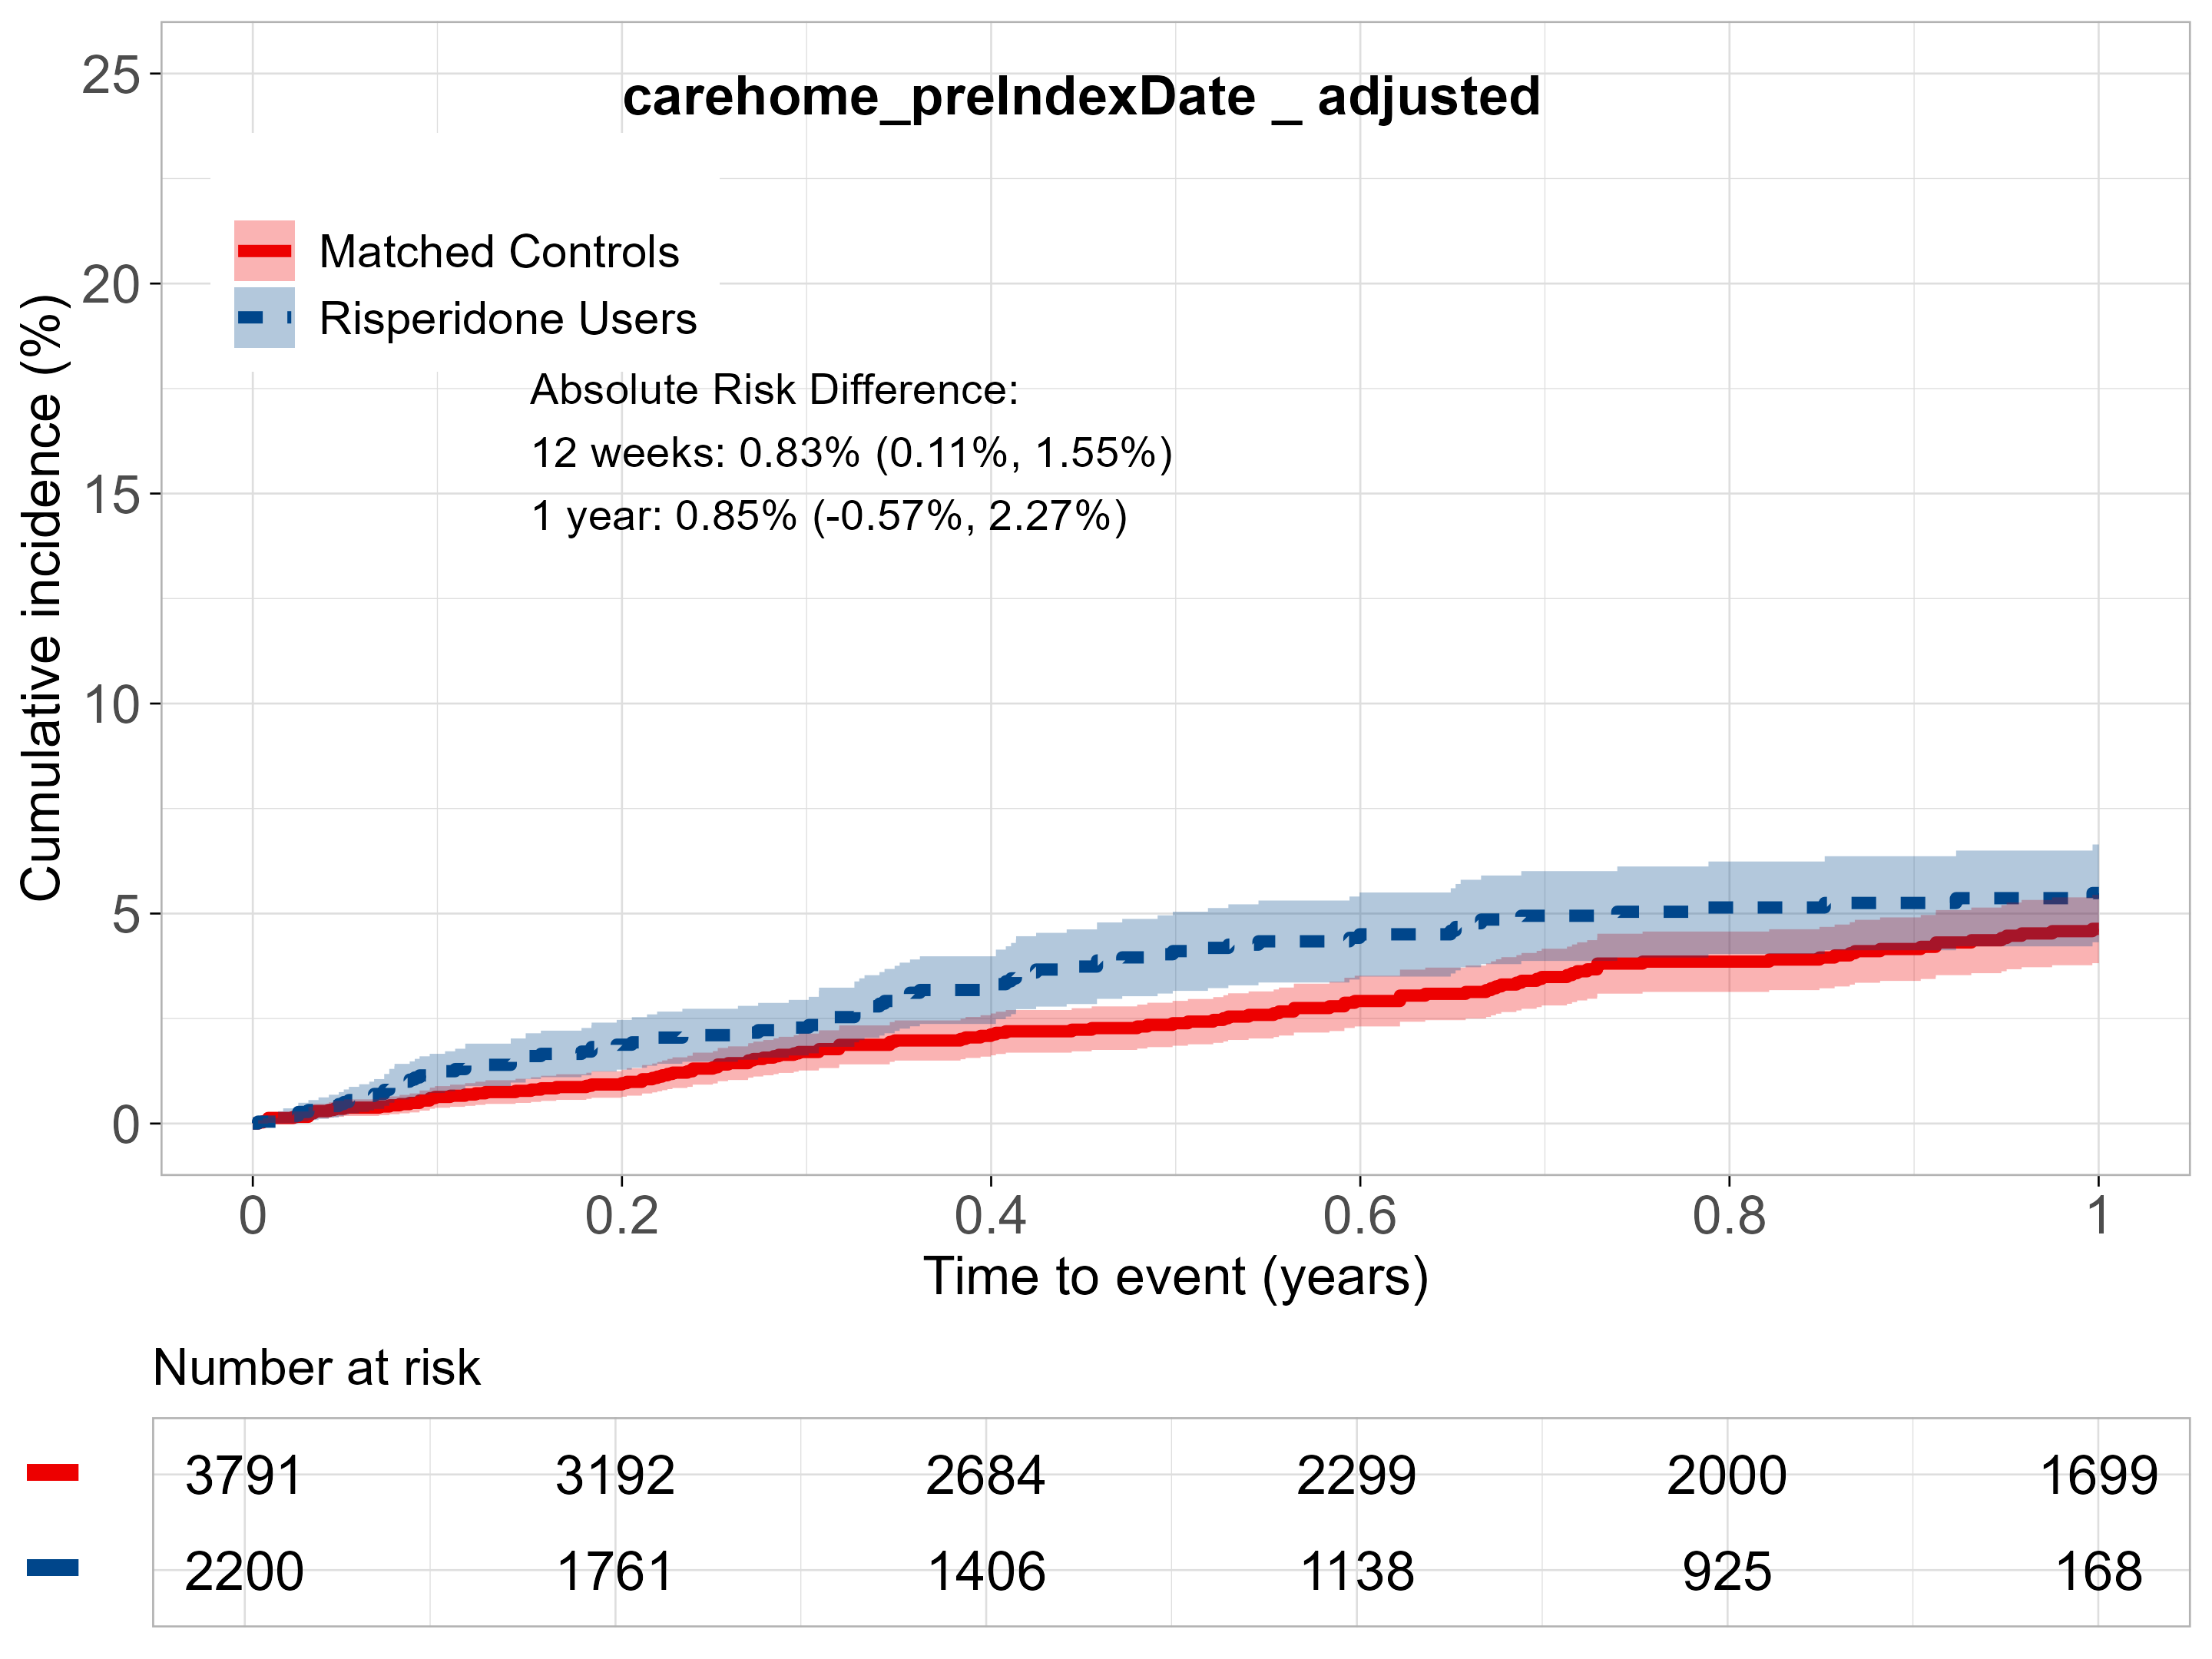 carehome_preIndexDate _ adjusted
Matched Controls
Risperidone Users
Absolute Risk Difference:
12 weeks: 0.83% (0.11%, 1.55%)
1 year: 0.85% (-0.57%, 2.27%)
Cumulative incidence (%)
25
20
15
10
5
0
0 0.2 0.4 0.6 0.8 1
Time to event (years)
Number at risk
3791 3192 2684 2299 2000 1699
2200 1761 1406 1138 925 168